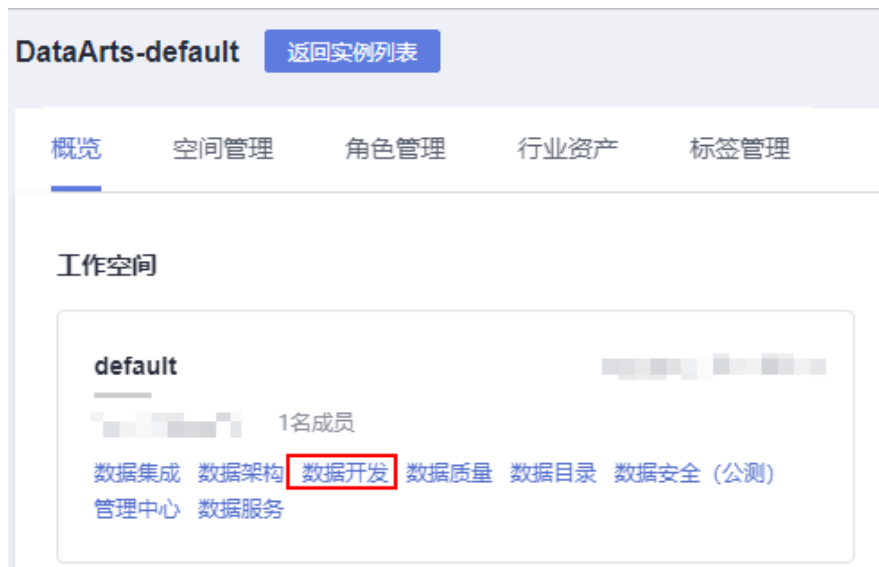 DataArts-default 返回实例列表
概览 空间管理 角色管理 行业资产 标签管理
工作空间
default
1名成员
数据集成 数据架构 数据开发 数据质量 数据目录 数据安全（公测）
管理中心 数据服务